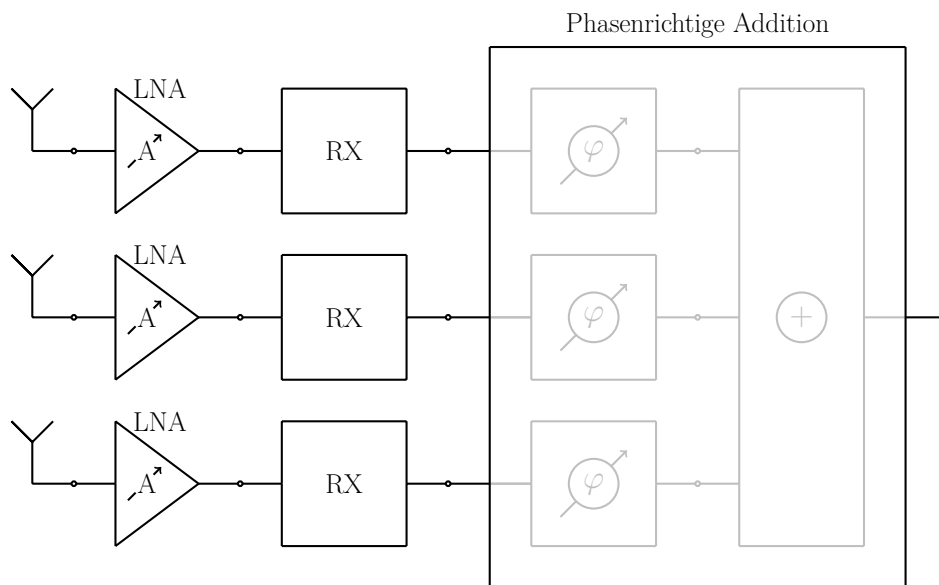 Phasenrichtige Addition
LNA
A
RX
φ
LNA
A
RX
φ
+
LNA
A
RX
φ